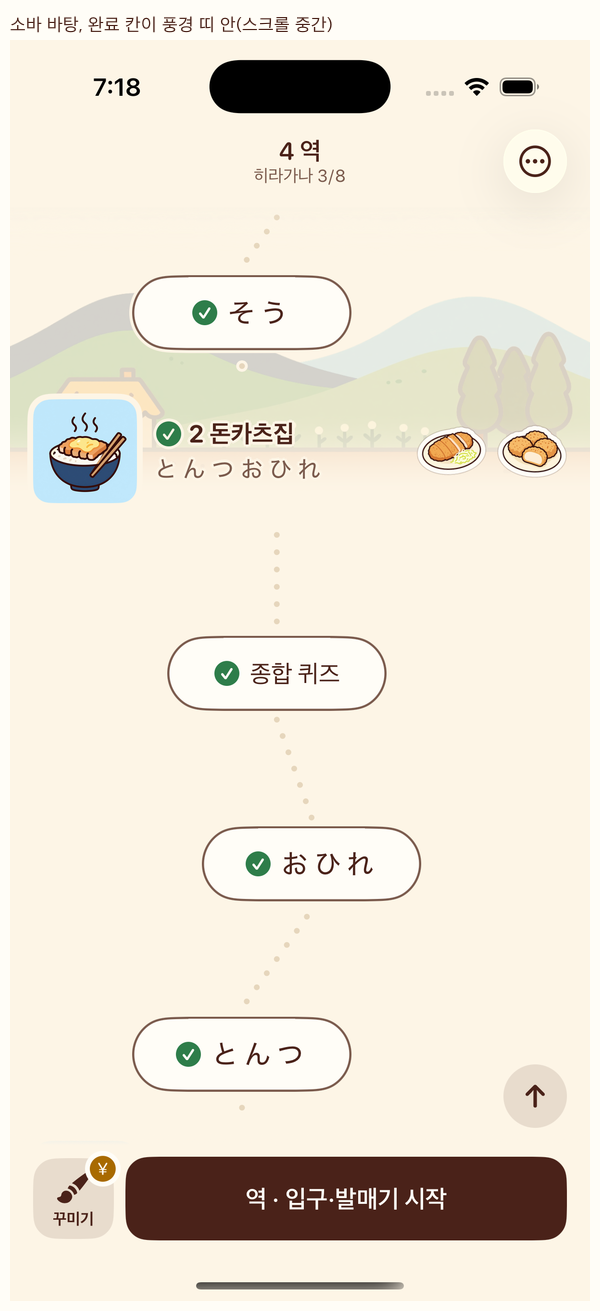 소바 바탕, 완료 칸이 풍경 띠 안(스크롤 중간)
7:18
4 역
히라가나 3/8
そう
2 돈카츠집
とんつおひれ
종합 퀴즈
おひれ
とんつ
¥
꾸미기
역 · 입구·발매기 시작